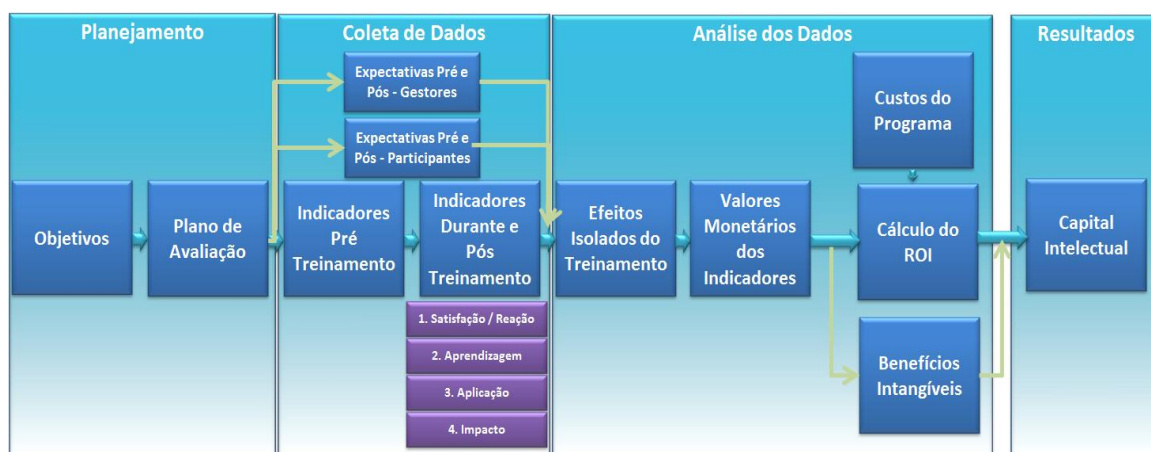 Planejamento
Objetivos
Plano de
Avaliação
Coleta de Dados
Expectativas Pré e
Pós - Gestores
Expectativas Pré e
Pós - Participantes
Indicadores
Pré
Treinamento
Indicadores
Durante e
Pós
Treinamento
1. Satisfação / Reação
2. Aprendizagem
3. Aplicação
4. Impacto
Análise dos Dados
Efeitos
Isolados do
Treinamento
Valores
Monetários
dos
Indicadores
Custos do
Programa
Cálculo do
ROI
Benefícios
Intangíveis
Resultados
Capital
Intelectual